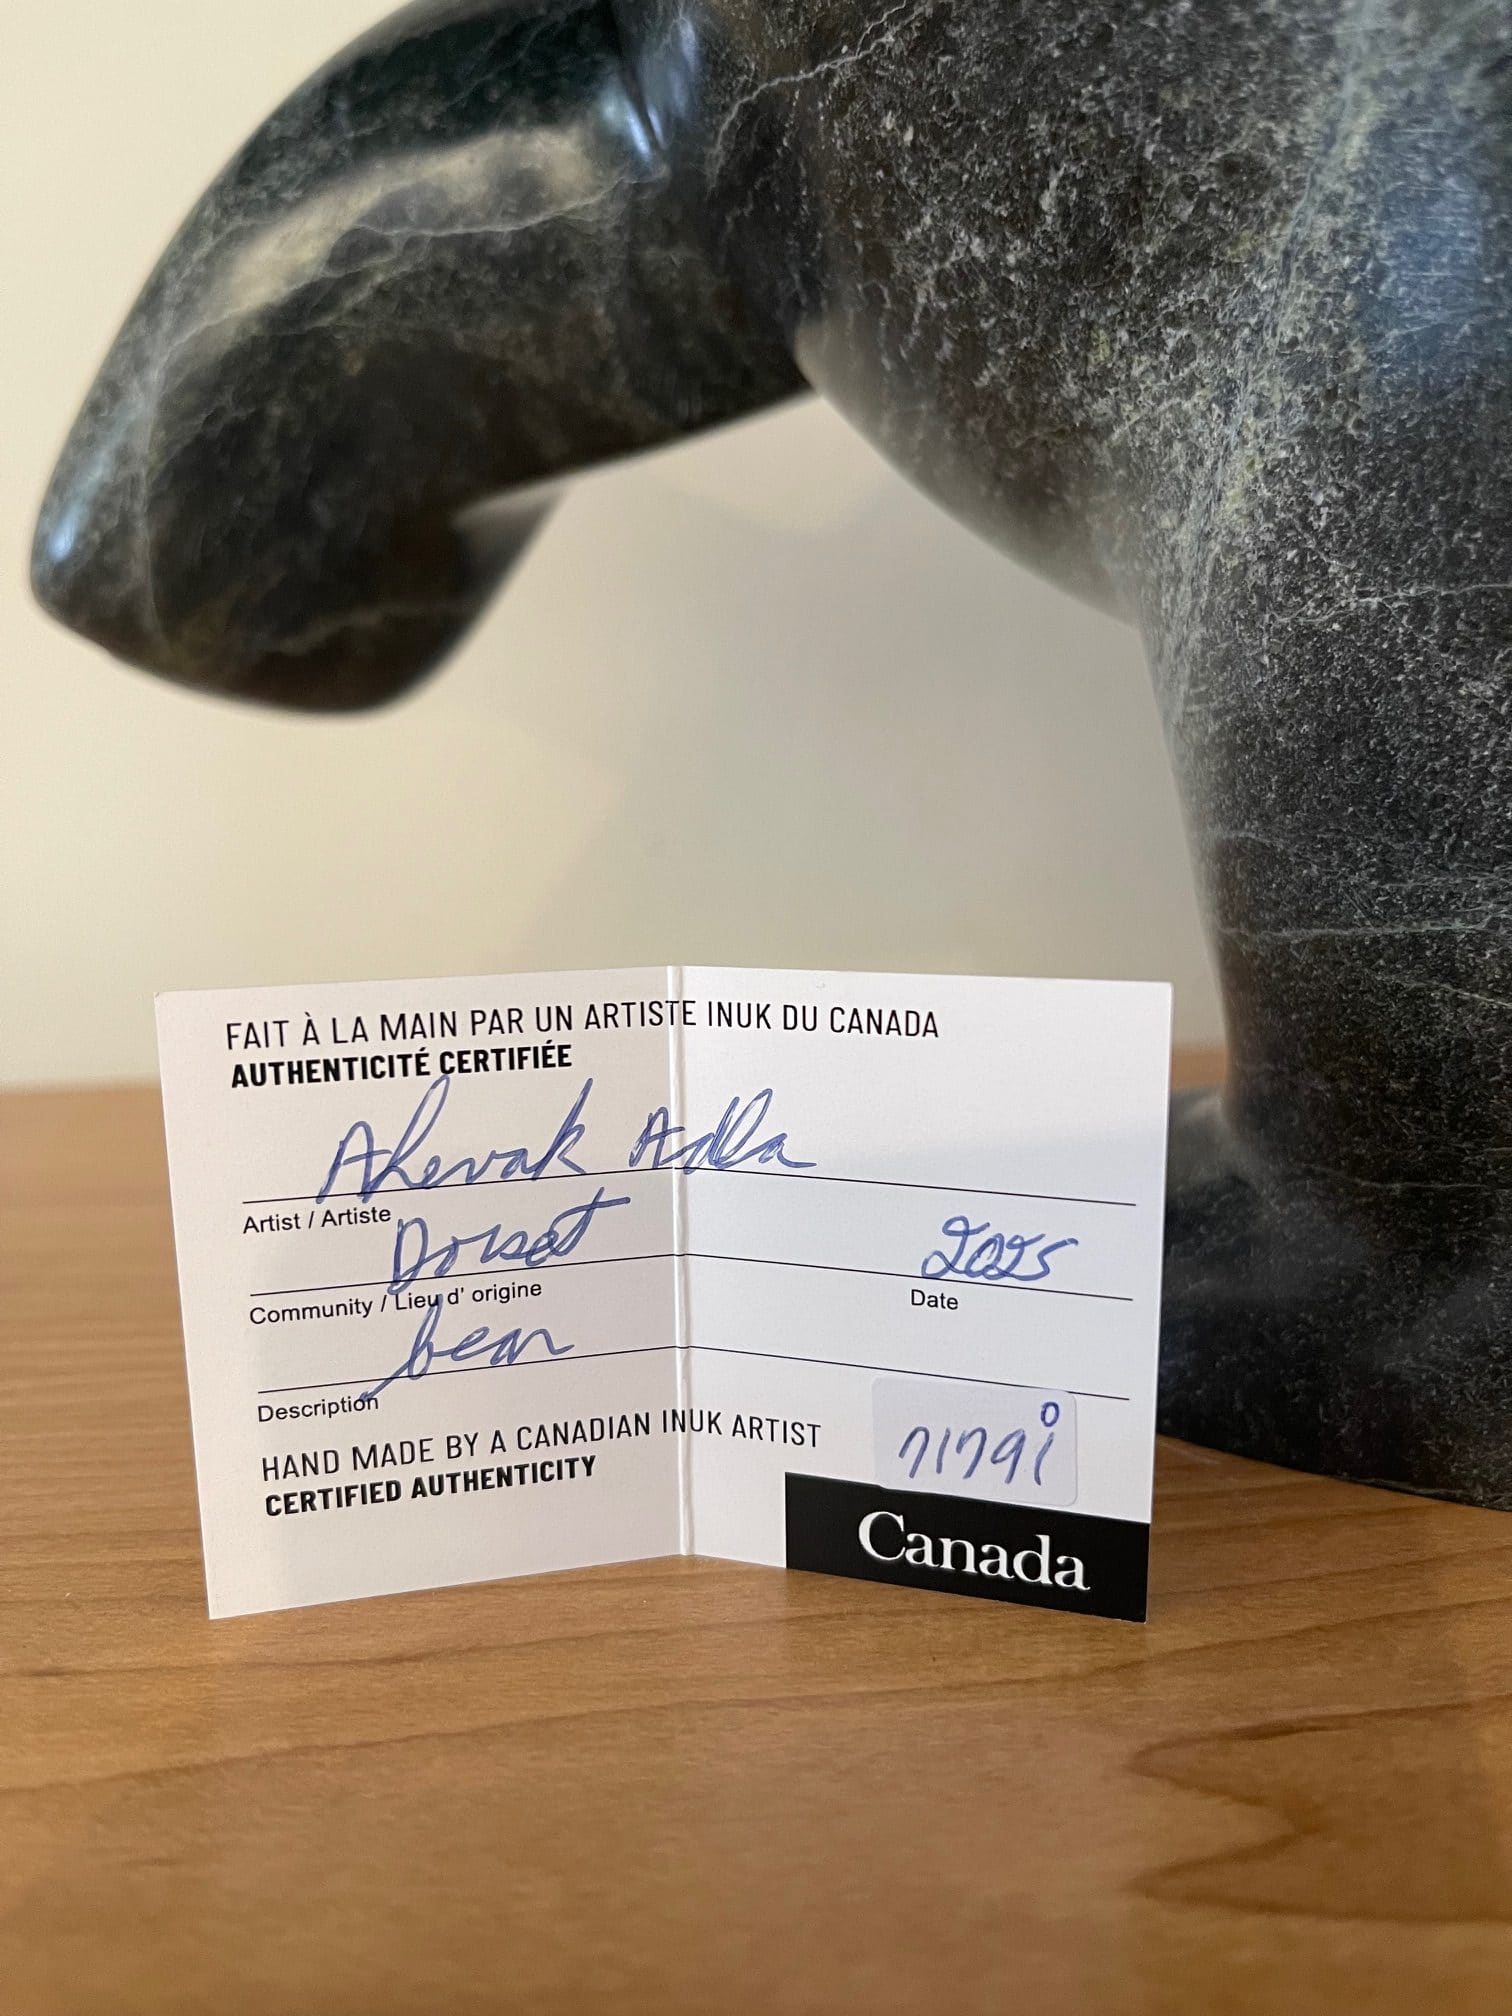 FAIT À LA MAIN PAR UN ARTISTE INUK DU CANADA
AUTHENTICITÉ CERTIFIÉE
Ahevak Adla
Artist / Artiste
Dorset 2025
Community / Lieu d' origine Date
bear
Description
HAND MADE BY A CANADIAN INUK ARTIST
CERTIFIED AUTHENTICITY
Canada